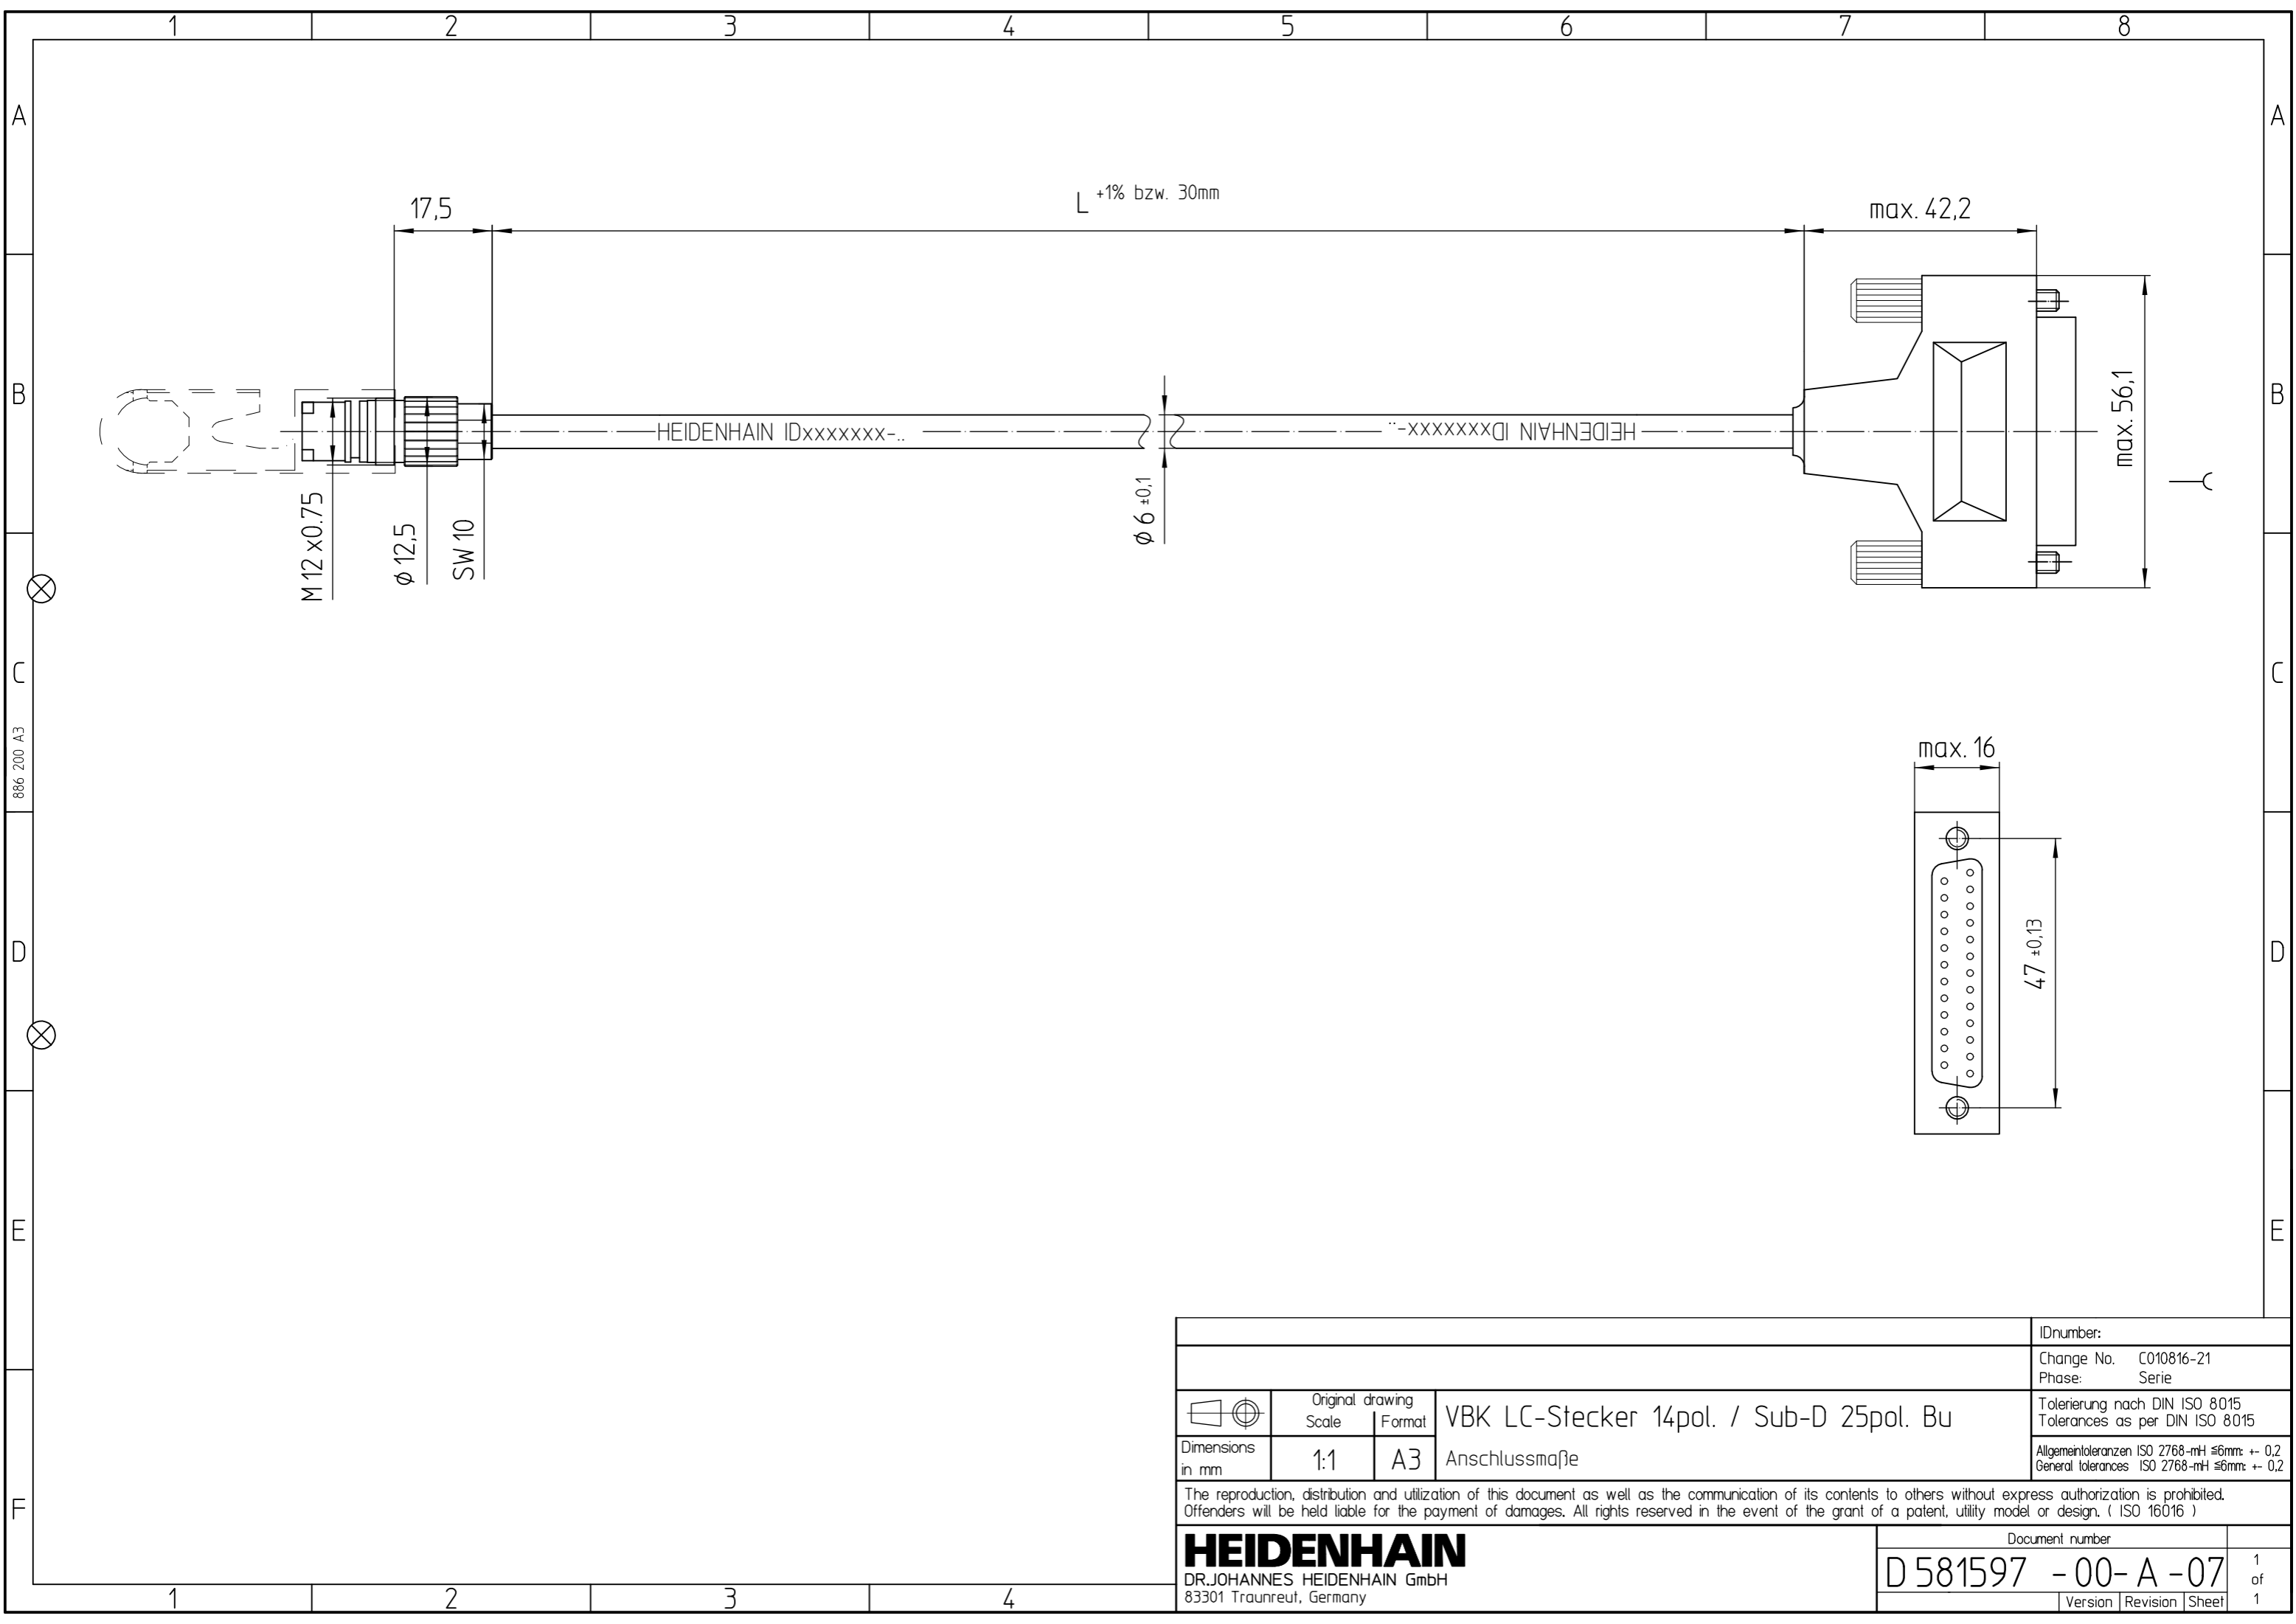 1 2 3 4 5 6 7 8
A A
17,5
L +1% bzw. 30mm
max. 42,2
B B
HEIDENHAIN IDxxxxxxx-..
HEIDENHAIN IDxxxxxxx-..
max. 56,1
M 12 x0.75
ϕ 12,5
SW 10
ϕ 6 ±0,1
C C
886 200 A3
max. 16
D D
47 ±0,13
E E
IDnumber:
Change No. C010816-21
Phase: Serie
Original drawing
Scale Format
VBK LC-Stecker 14pol. / Sub-D 25pol. Bu
Tolerierung nach DIN ISO 8015
Tolerances as per DIN ISO 8015
Dimensions
in mm
1:1
A3
Anschlussmaße
Allgemeintoleranzen ISO 2768-mH ≤6mm: +- 0,2
General tolerances ISO 2768-mH ≤6mm: +- 0,2
F
The reproduction, distribution and utilization of this document as well as the communication of its contents to others without express authorization is prohibited.
Offenders will be held liable for the payment of damages. All rights reserved in the event of the grant of a patent, utility model or design. ( ISO 16016 )
HEIDENHAIN
DR.JOHANNES HEIDENHAIN GmbH
83301 Traunreut, Germany
Document number
D 581597 - 00 - A - 07
Version Revision Sheet
1
of
1
1 2 3 4